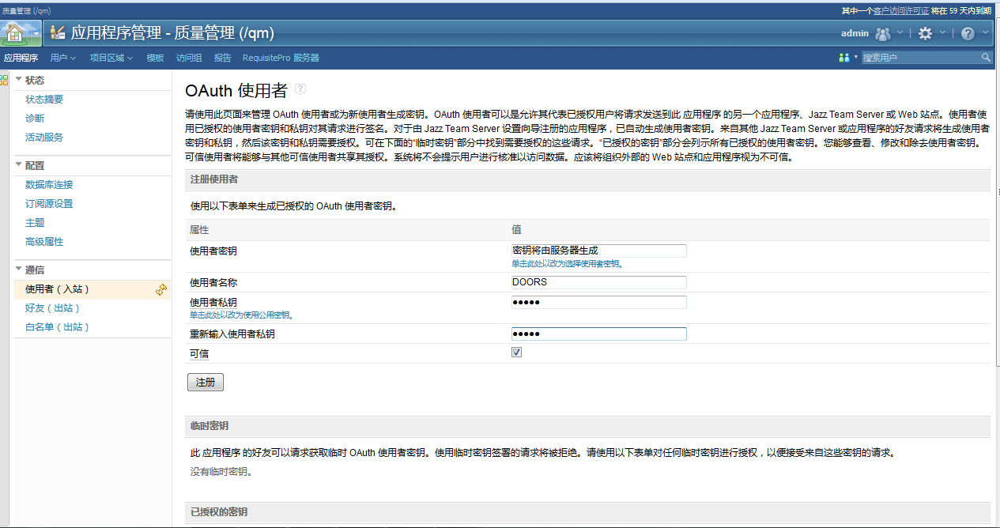 质量管理 (/qm)
其中一个客户访问许可证 将在 59 天内到期
应用程序管理 - 质量管理 (/qm)
admin
应用程序 用户 项目区域 模板 访问组 报告 RequisitePro 服务器
搜索用户
状态
状态摘要
诊断
活动服务
配置
数据库连接
订阅源设置
主题
高级属性
通信
使用者（入站）
好友（出站）
白名单（出站）
OAuth 使用者
请使用此页面来管理 OAuth 使用者或为新使用者生成密钥。OAuth 使用者可以是允许其代表已授权用户将请求发送到此 应用程序 的另一个应用程序、Jazz Team Server 或 Web 站点。使用者使
用已授权的使用者密钥和私钥对其请求进行签名。对于由 Jazz Team Server 设置向导注册的应用程序，已自动生成使用者密钥。来自其他 Jazz Team Server 或应用程序的好友请求将生成使用者
密钥和私钥，然后该密钥和私钥需要授权。可在下面的“临时密钥”部分中找到需要授权的这些请求。“已授权的密钥”部分会列示所有已授权的使用者密钥。您能够查看、修改和除去使用者密钥。
可信使用者将能够与其他可信使用者共享其授权。系统将不会提示用户进行核准以访问数据。应该将组织外部的 Web 站点和应用程序视为不可信。
注册使用者
使用以下表单来生成已授权的 OAuth 使用者密钥。
属性 值
使用者密钥 密钥将由服务器生成
单击此处以改为选择使用者密钥。
使用者名称 DOORS
使用者私钥 ●●●●●
单击此处以改为使用公用密钥。
重新输入使用者私钥 ●●●●●
可信
注册
临时密钥
此 应用程序 的好友可以请求获取临时 OAuth 使用者密钥。使用临时密钥签署的请求将被拒绝。请使用以下表单对任何临时密钥进行授权，以便接受来自这些密钥的请求。
没有临时密钥。
已授权的密钥